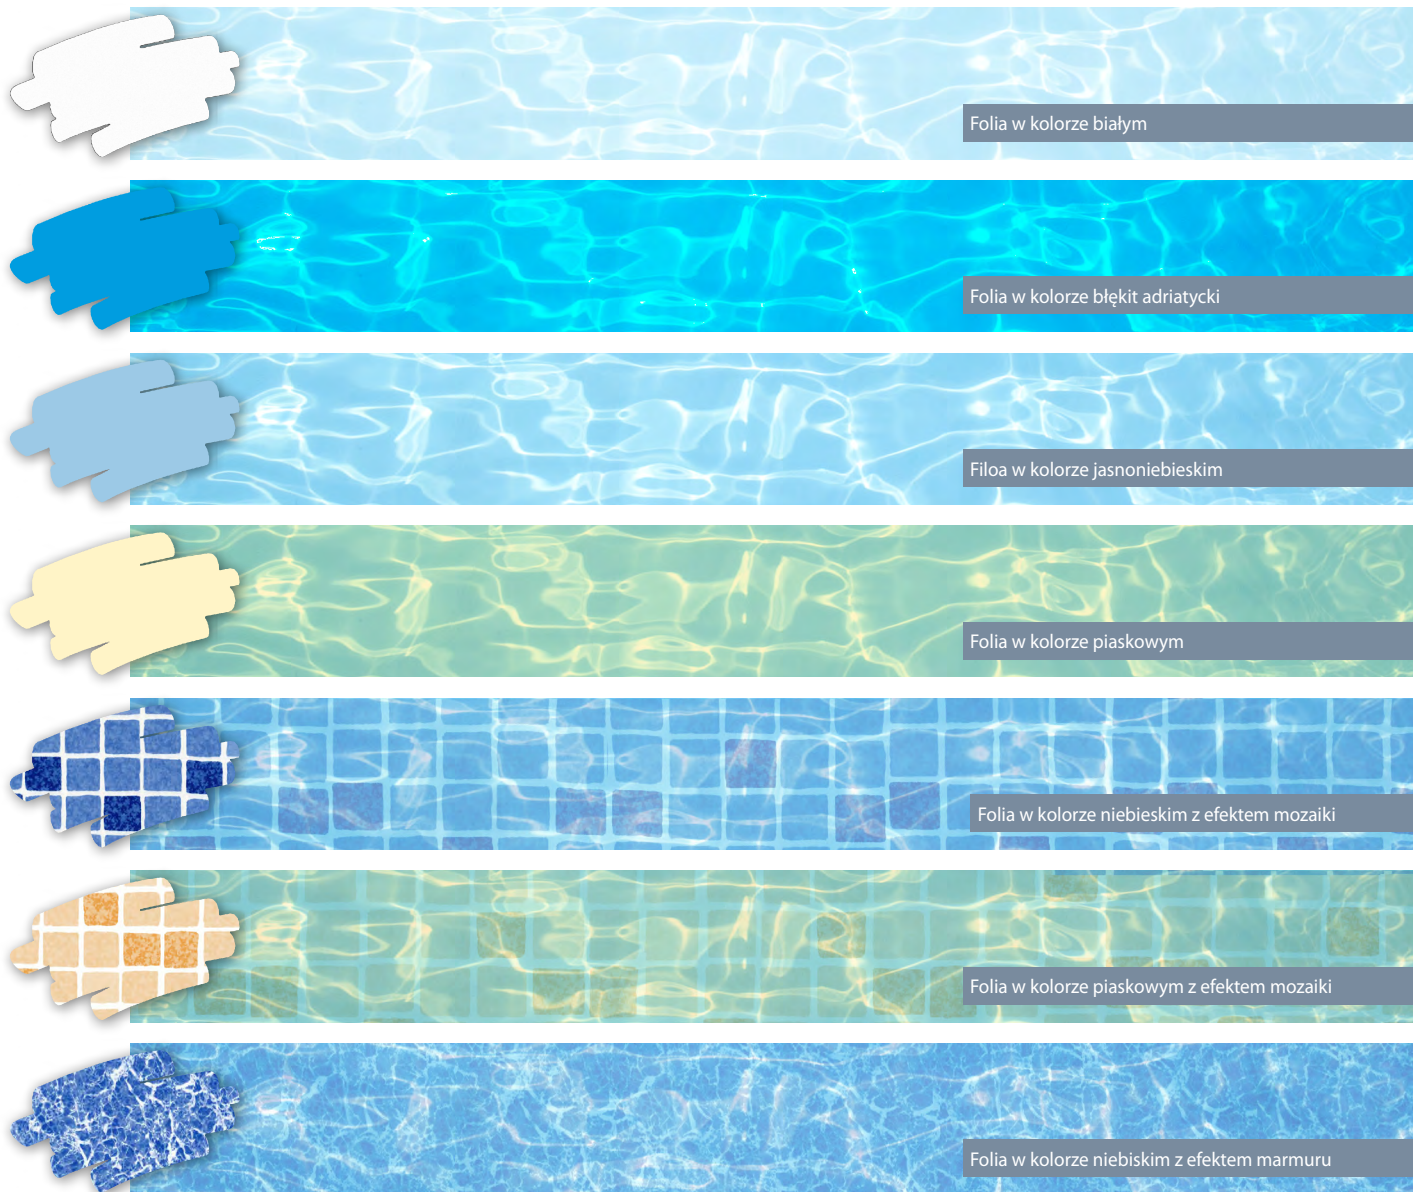 Folia w kolorze białym
Folia w kolorze błękit adriatycki
Filoa w kolorze jasnoniebieskim
Folia w kolorze piaskowym
Folia w kolorze niebieskim z efektem mozaiki
Folia w kolorze piaskowym z efektem mozaiki
Folia w kolorze niebiskim z efektem marmuru